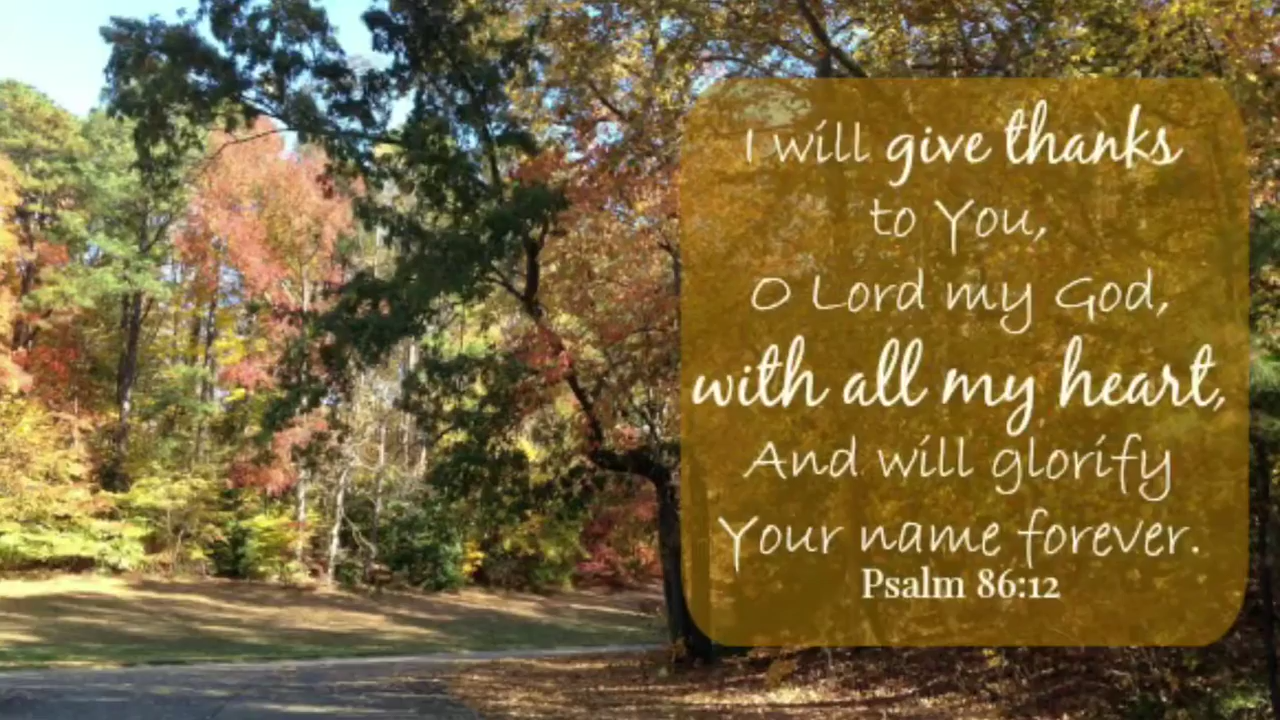 I will give thanks
to You,
O Lord my God,
with all my heart,
And will glorify
Your name forever.
Psalm 86:12